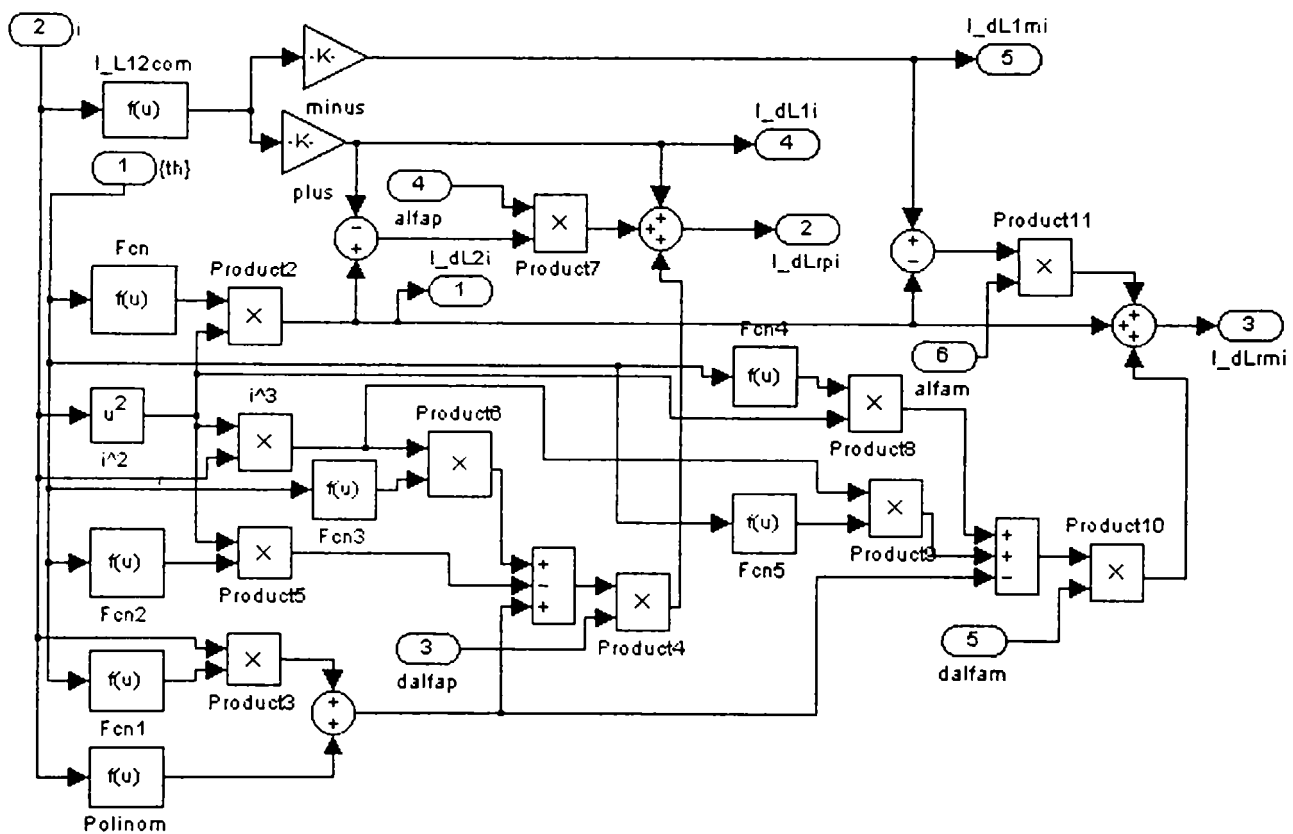 2
i
I_L12com
f(u)
-K-
minus
-K-
plus
I_dL1mi
5
I_dL1i
4
1
{th}
4
alfap
×
Product7
-
+
+
+
+
2
I_dLrpi
Fcn
f(u)
Product2
×
I_dL2i
1
+
-
Product11
×
6
alfam
+
+
+
3
I_dLrmi
Fcn4
f(u)
×
Product8
u²
i^2
i^3
×
Product6
×
f(u)
Fcn3
f(u)
Fcn5
×
Product9
f(u)
Fcn2
×
Product5
+
-
+
×
Product4
+
+
-
Product10
×
3
dalfap
5
dalfam
f(u)
Fcn1
×
Product3
+
+
f(u)
Polinom